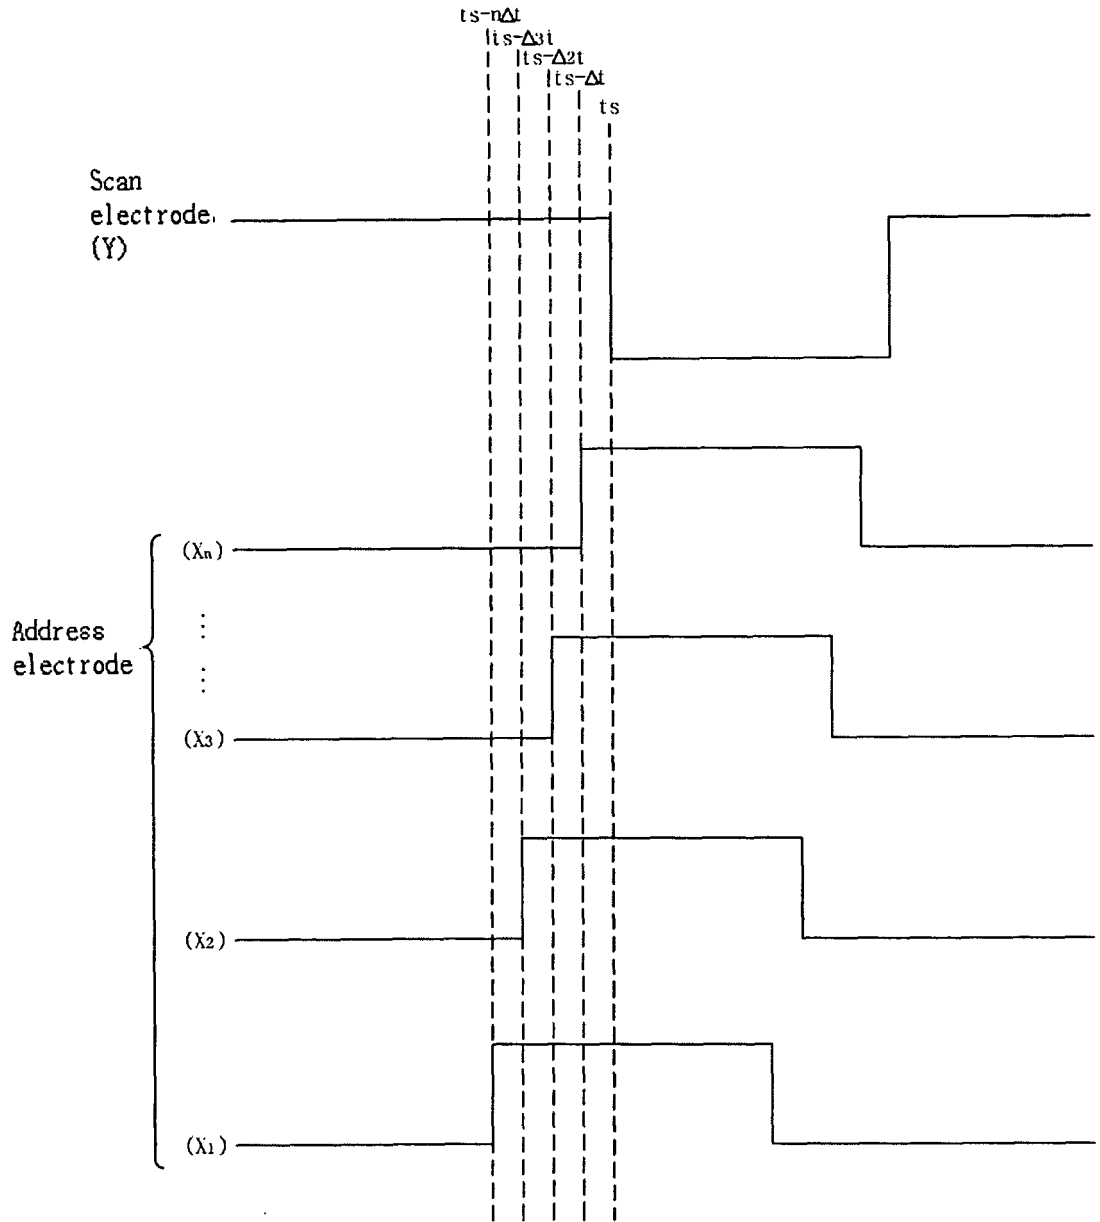 ts-nΔt
ts-Δ3t
ts-Δ2t
ts-Δt
ts
Scan
electrode
(Y)
(Xn)
Address
electrode
(X3)
(X2)
(X1)